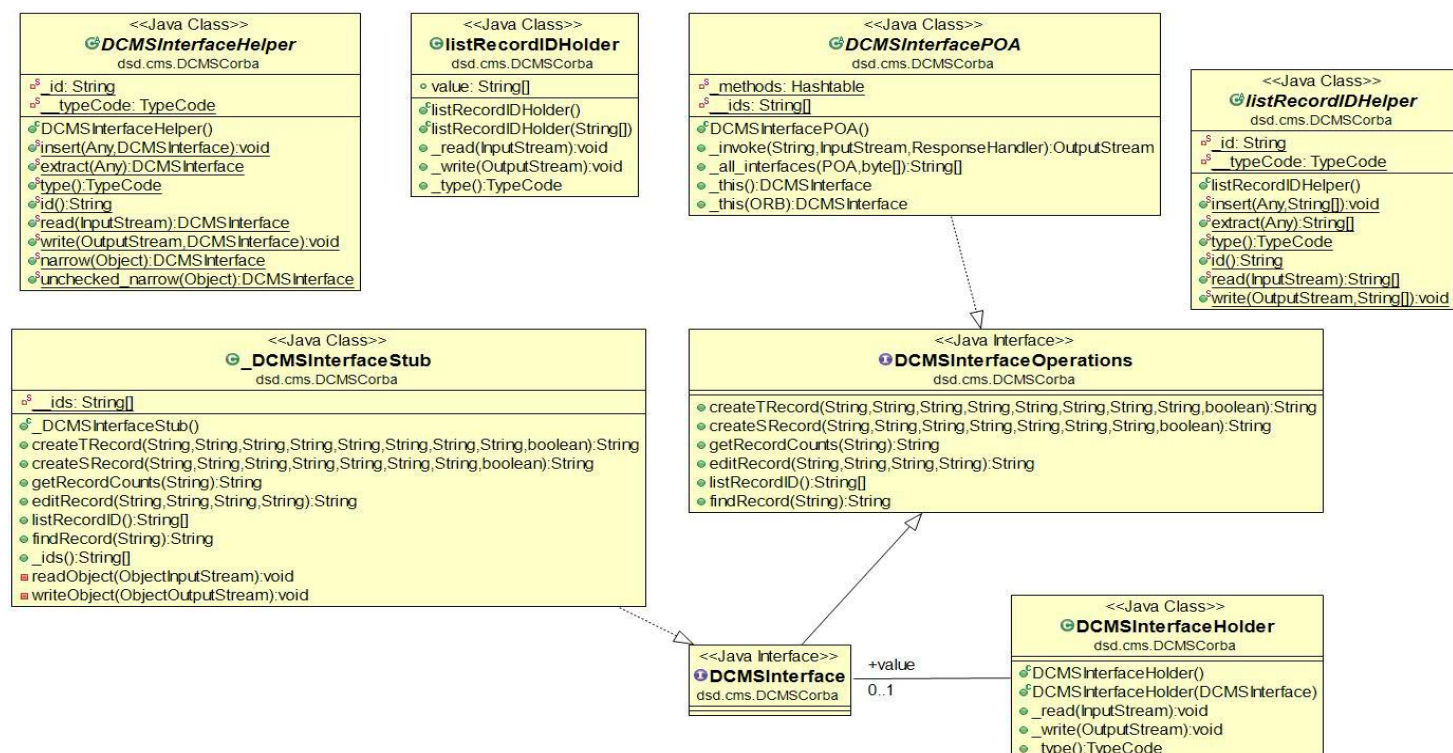 <<Java Class>>
DCMSInterfaceHelper
dsd.cms.DCMSCorba
_id: String
__typeCode: TypeCode
DCMSInterfaceHelper()
insert(Any,DCMSInterface):void
extract(Any):DCMSInterface
type():TypeCode
id():String
read(InputStream):DCMSInterface
write(OutputStream,DCMSInterface):void
narrow(Object):DCMSInterface
unchecked_narrow(Object):DCMSInterface
<<Java Class>>
listRecordIDHolder
dsd.cms.DCMSCorba
value: String[]
listRecordIDHolder()
listRecordIDHolder(String[])
_read(InputStream):void
_write(OutputStream):void
_type():TypeCode
<<Java Class>>
DCMSInterfacePOA
dsd.cms.DCMSCorba
_methods: Hashtable
__ids: String[]
DCMSInterfacePOA()
_invoke(String,InputStream,ResponseHandler):OutputStream
_all_interfaces(POA,byte[]):String[]
_this():DCMSInterface
_this(ORB):DCMSInterface
<<Java Class>>
listRecordIDHelper
dsd.cms.DCMSCorba
_id: String
__typeCode: TypeCode
listRecordIDHelper()
insert(Any,String[]):void
extract(Any):String[]
type():TypeCode
id():String
read(InputStream):String[]
write(OutputStream,String[]):void
<<Java Class>>
_DCMSInterfaceStub
dsd.cms.DCMSCorba
__ids: String[]
_DCMSInterfaceStub()
createTRecord(String,String,String,String,String,String,String,String,boolean):String
createSRecord(String,String,String,String,String,String,String,boolean):String
getRecordCounts(String):String
editRecord(String,String,String,String):String
listRecordID():String[]
findRecord(String):String
_ids():String[]
readObject(ObjectInputStream):void
writeObject(ObjectOutputStream):void
<<Java Interface>>
DCMSInterfaceOperations
dsd.cms.DCMSCorba
createTRecord(String,String,String,String,String,String,String,String,boolean):String
createSRecord(String,String,String,String,String,String,String,boolean):String
getRecordCounts(String):String
editRecord(String,String,String,String):String
listRecordID():String[]
findRecord(String):String
<<Java Interface>>
DCMSInterface
dsd.cms.DCMSCorba
+value
0..1
<<Java Class>>
DCMSInterfaceHolder
dsd.cms.DCMSCorba
DCMSInterfaceHolder()
DCMSInterfaceHolder(DCMSInterface)
_read(InputStream):void
_write(OutputStream):void
_type():TypeCode